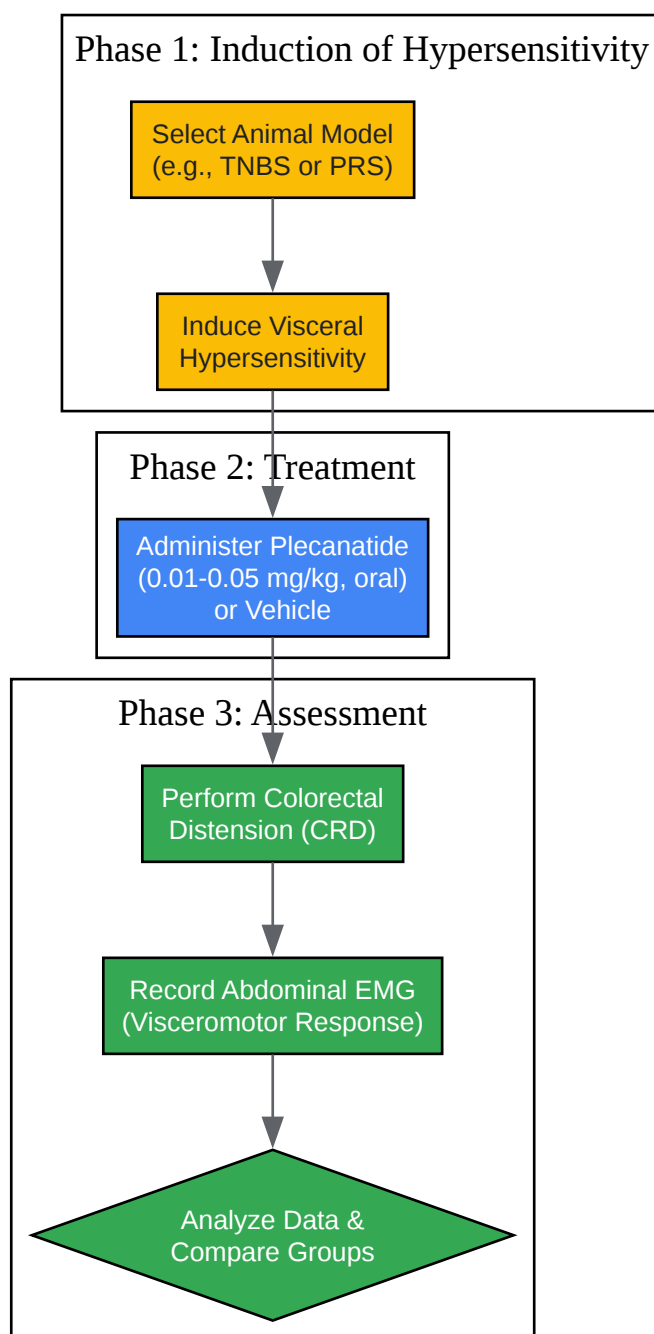 Phase 1: Induction of Hypersensitivity
Select Animal Model
(e.g., TNBS or PRS)
Induce Visceral
Hypersensitivity
Phase 2: Treatment
Administer Plecanatide
(0.01-0.05 mg/kg, oral)
or Vehicle
Phase 3: Assessment
Perform Colorectal
Distension (CRD)
Record Abdominal EMG
(Visceromotor Response)
Analyze Data &
Compare Groups